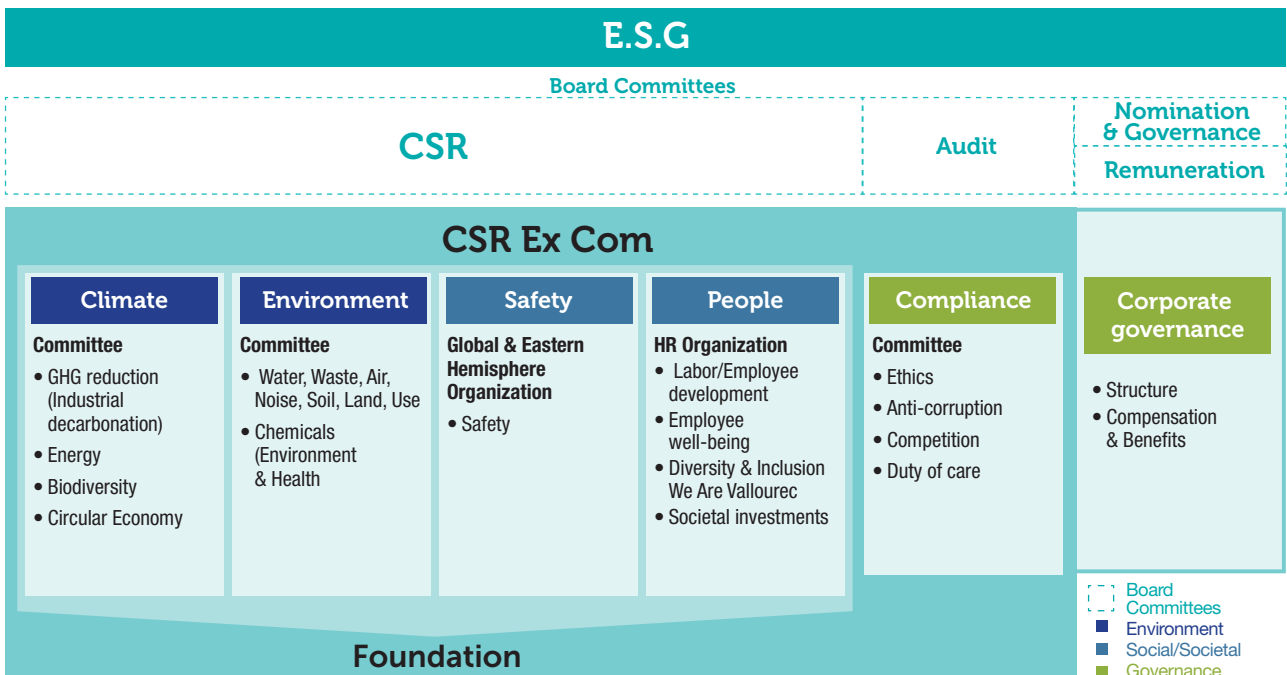 E.S.G
Board Committees
CSR
Audit
Nomination
& Governance
Remuneration
CSR Ex Com
Climate
Committee
• GHG reduction
(Industrial
decarbonation)
• Energy
• Biodiversity
• Circular Economy
Environment
Committee
• Water, Waste, Air,
Noise, Soil, Land, Use
• Chemicals
(Environment
& Health
Safety
Global & Eastern
Hemisphere
Organization
• Safety
People
HR Organization
• Labor/Employee
development
• Employee
well-being
• Diversity & Inclusion
We Are Vallourec
• Societal investments
Compliance
Committee
• Ethics
• Anti-corruption
• Competition
• Duty of care
Corporate
governance
• Structure
• Compensation
& Benefits
Foundation
Board
Committees
Environment
Social/Societal
Governance